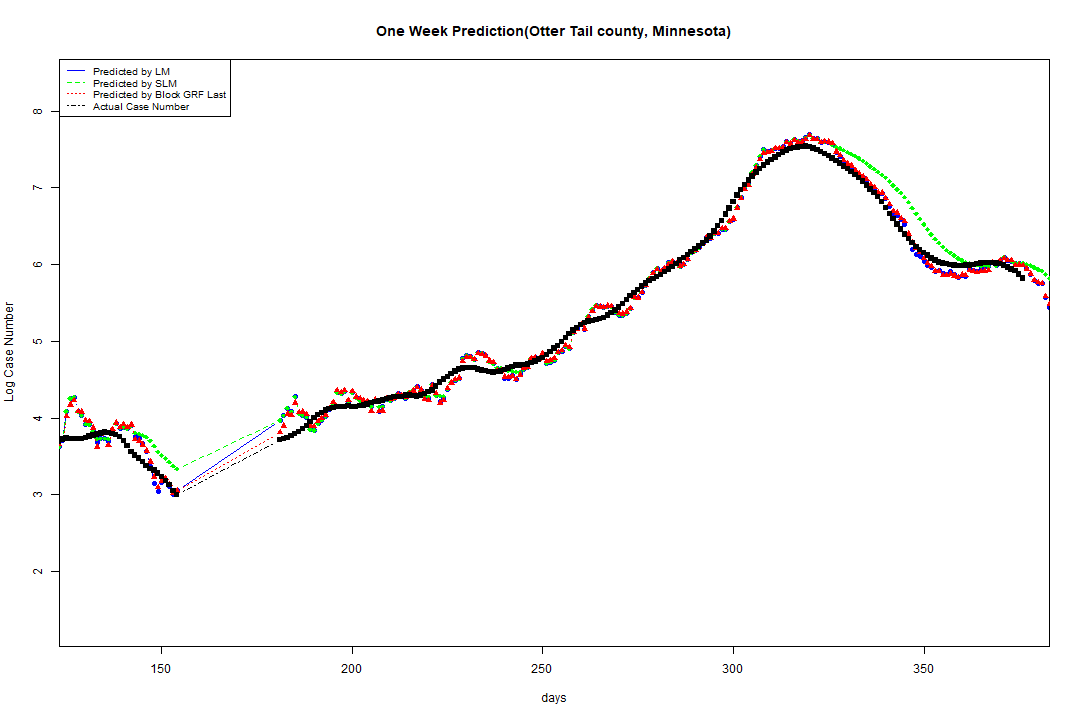 One Week Prediction(Otter Tail county, Minnesota)
Predicted by LM
Predicted by SLM
Predicted by Block GRF Last
Actual Case Number
8
7
6
5
4
3
2
Log Case Number
150 200 250 300 350
days